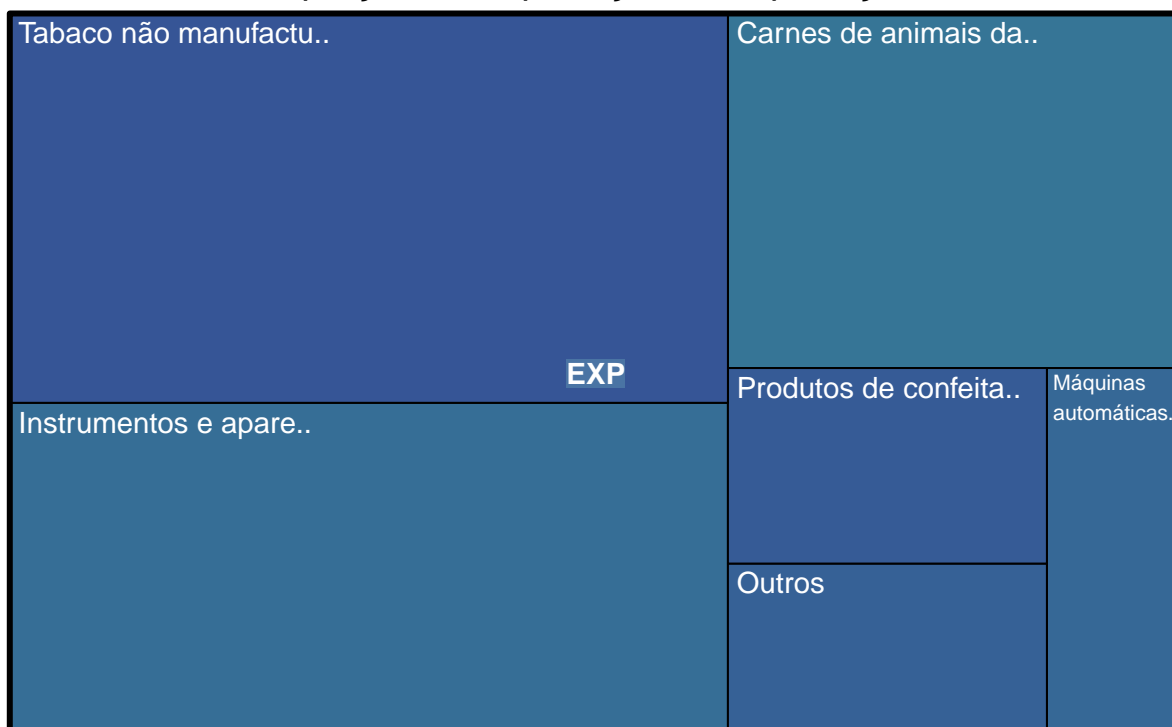 Tabaco não manufactu..
Carnes de animais da..
EXP
Produtos de confeita..
Máquinas
automáticas.
Instrumentos e apare..
Outros